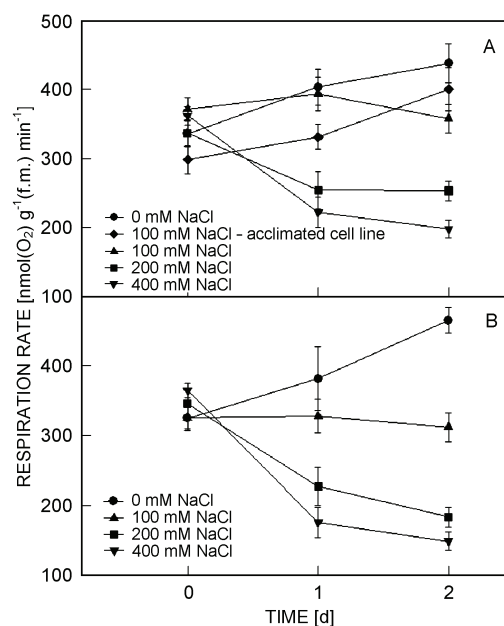 500
A
400
300
200
0 mM NaCl
100 mM NaCl - acclimated cell line
100 mM NaCl
200 mM NaCl
400 mM NaCl
100
B
400
300
200
0 mM NaCl
100 mM NaCl
200 mM NaCl
400 mM NaCl
100
0 1 2
TIME [d]
RESPIRATION RATE [nmol(O₂) g⁻¹(f.m.) min⁻¹]